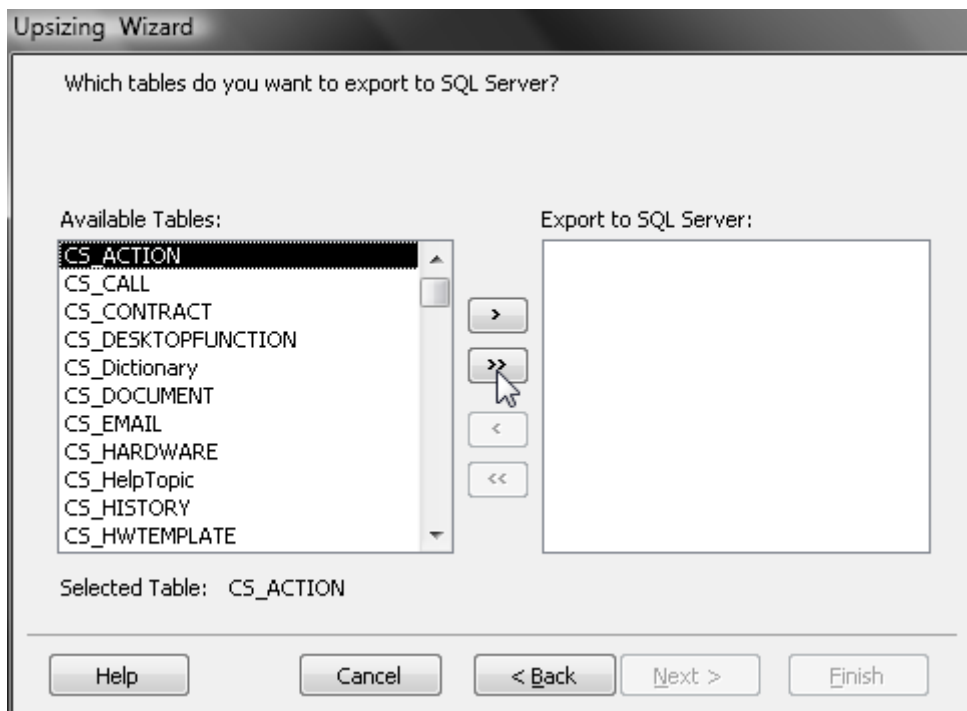 Upsizing Wizard
Which tables do you want to export to SQL Server?
Available Tables:
Export to SQL Server:
CS_ACTION
CS_CALL
CS_CONTRACT
CS_DESKTOPFUNCTION
CS_Dictionary
CS_DOCUMENT
CS_EMAIL
CS_HARDWARE
CS_HelpTopic
CS_HISTORY
CS_HWTEMPLATE
>
>>
<
<<
Selected Table: CS_ACTION
Help
Cancel
< Back
Next >
Finish